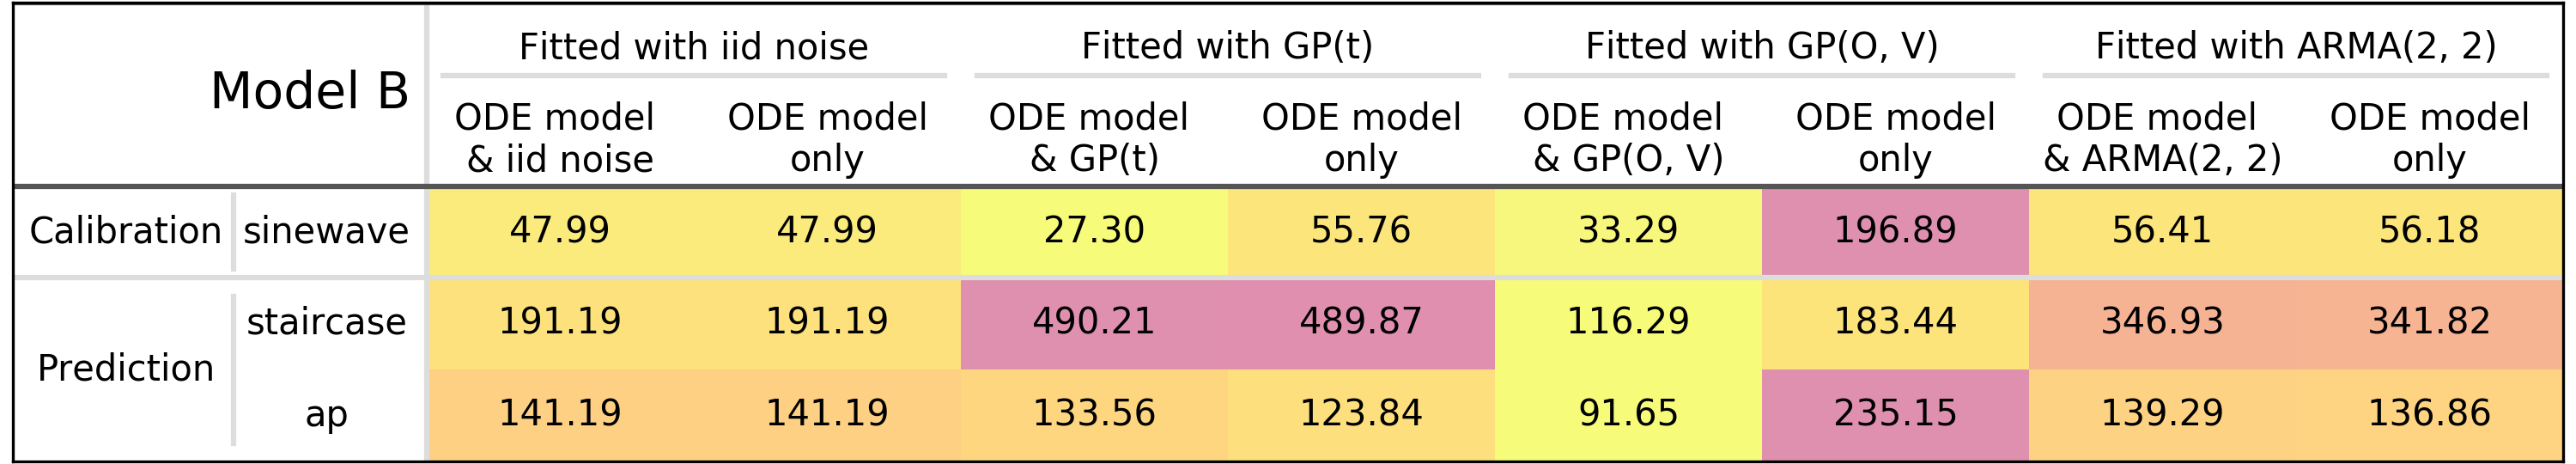 Model B
Fitted with iid noise Fitted with GP(t) Fitted with GP(O, V) Fitted with ARMA(2, 2)
ODE model ODE model ODE model ODE model ODE model ODE model ODE model ODE model
& iid noise only & GP(t) only & GP(O, V) only & ARMA(2, 2) only
Calibration sinewave 47.99 47.99 27.30 55.76 33.29 196.89 56.41 56.18
Prediction
staircase 191.19 191.19 490.21 489.87 116.29 183.44 346.93 341.82
ap 141.19 141.19 133.56 123.84 91.65 235.15 139.29 136.86